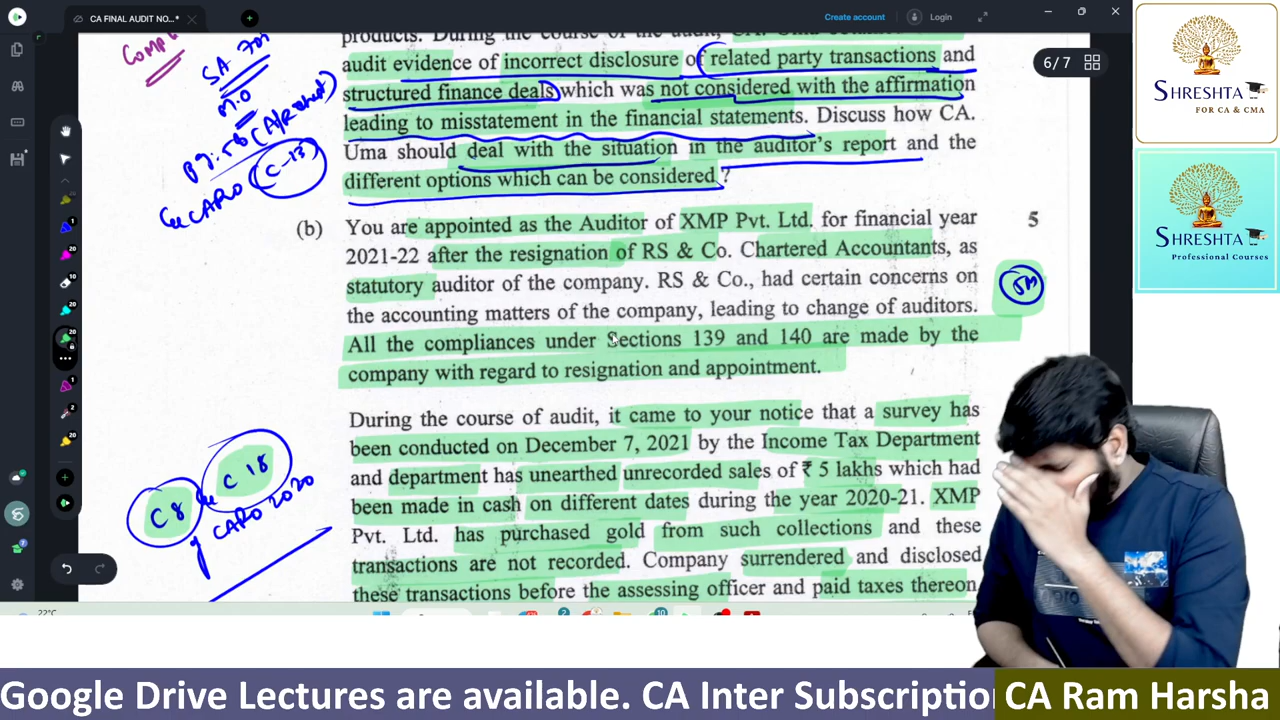 CA FINAL AUDIT NO...*
Create account
Login
6/7
products. During the course of the audit, CA. Uma obtained
audit evidence of incorrect disclosure of related party transactions and
structured finance deals which was not considered with the affirmation
leading to misstatement in the financial statements. Discuss how CA.
Uma should deal with the situation in the auditor's report and the
different options which can be considered ?
SA 701
CARO
C-13
(b) You are appointed as the Auditor of XMP Pvt. Ltd. for financial year 5
2021-22 after the resignation of RS & Co. Chartered Accountants, as
statutory auditor of the company. RS & Co., had certain concerns on
the accounting matters of the company, leading to change of auditors.
All the compliances under Sections 139 and 140 are made by the
company with regard to resignation and appointment.
5M
During the course of audit, it came to your notice that a survey has
been conducted on December 7, 2021 by the Income Tax Department
and department has unearthed unrecorded sales of ₹ 5 lakhs which had
been made in cash on different dates during the year 2020-21. XMP
Pvt. Ltd. has purchased gold from such collections and these
transactions are not recorded. Company surrendered and disclosed
these transactions before the assessing officer and paid taxes thereon
C 8
C 18
of CARO 2020
22°C
SHRESHTA
FOR CA & CMA
SHRESHTA
Professional Courses
Google Drive Lectures are available. CA Inter Subscription
CA Ram Harsha